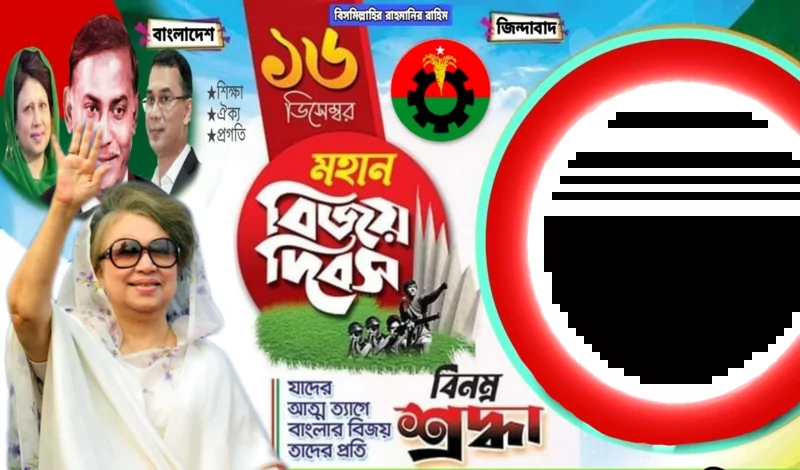 বিসমিল্লাহির রাহমানির রাহিম
বাংলাদেশ
জিন্দাবাদ
★শিক্ষা
★ঐক্য
★প্রগতি
১৬
ডিসেম্বর
মহান
বিজয়
দিবস
যাদের
আত্ম ত্যাগে
বাংলার বিজয়
তাদের প্রতি
বিনম্র
শ্রদ্ধা